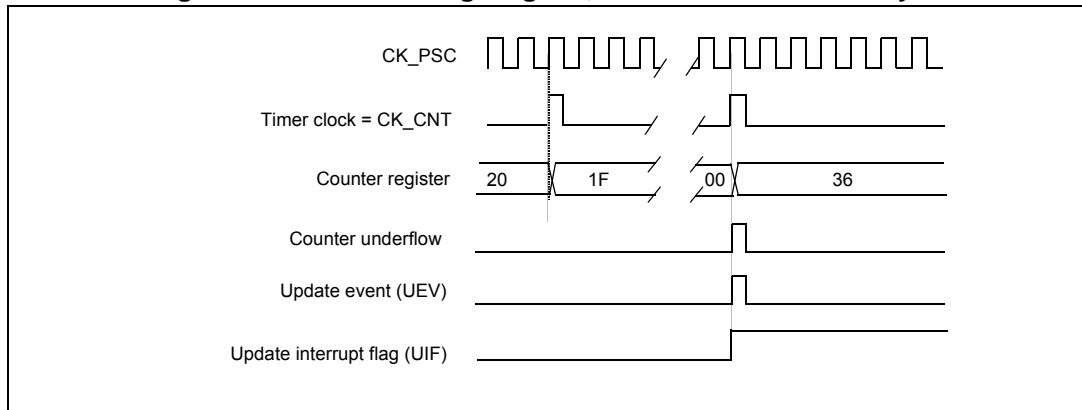 CK_PSC
Timer clock = CK_CNT
Counter register 20 1F 00 36
Counter underflow
Update event (UEV)
Update interrupt flag (UIF)